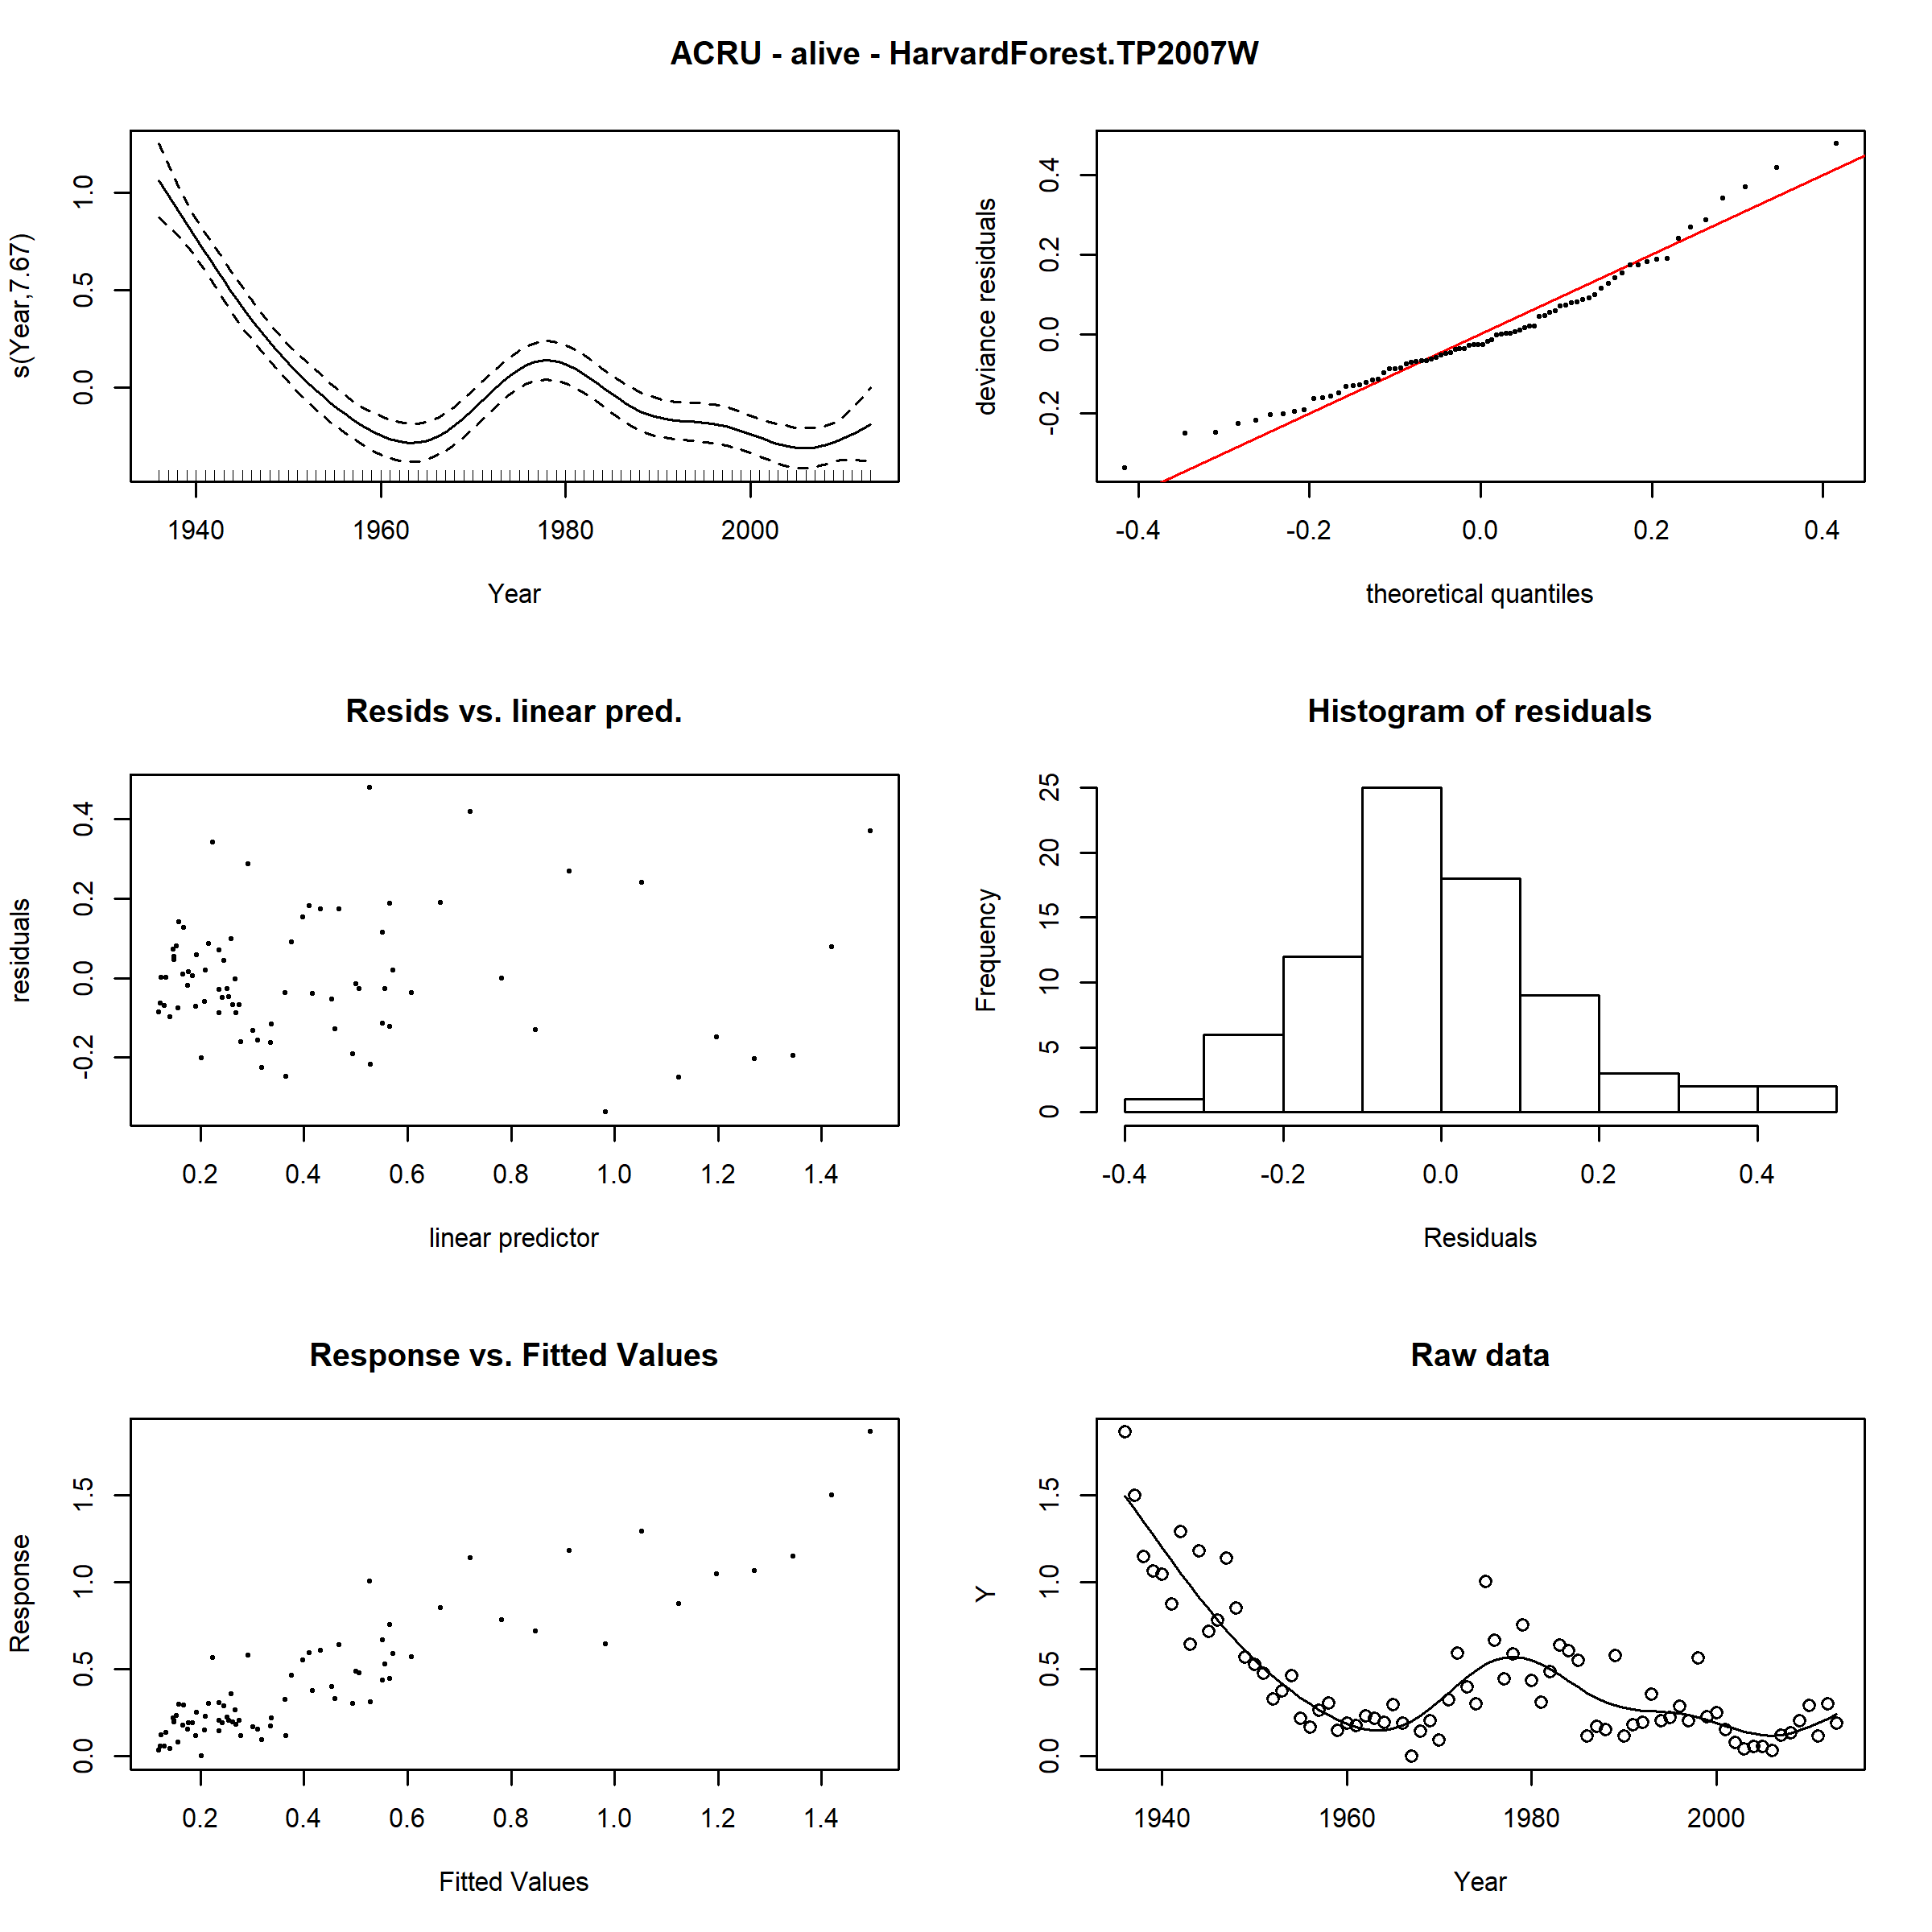 ACRU - alive - HarvardForest.TP2007W
s(Year,7.67)
0.0 0.5 1.0
1940 1960 1980 2000
Year
deviance residuals
-0.2 0.0 0.2 0.4
-0.4 -0.2 0.0 0.2 0.4
theoretical quantiles
Resids vs. linear pred.
residuals
-0.2 0.0 0.2 0.4
0.2 0.4 0.6 0.8 1.0 1.2 1.4
linear predictor
Histogram of residuals
Frequency
0 5 10 15 20 25
-0.4 -0.2 0.0 0.2 0.4
Residuals
Response vs. Fitted Values
Response
0.0 0.5 1.0 1.5
0.2 0.4 0.6 0.8 1.0 1.2 1.4
Fitted Values
Raw data
Y
0.0 0.5 1.0 1.5
1940 1960 1980 2000
Year